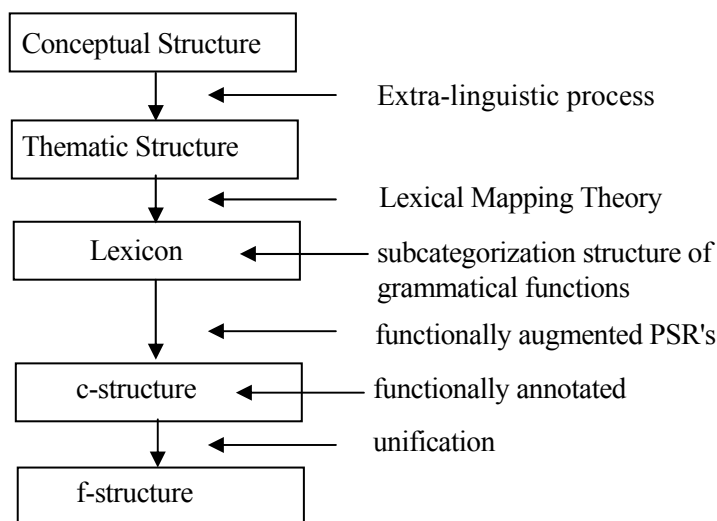 Conceptual Structure
Extra-linguistic process
Thematic Structure
Lexical Mapping Theory
Lexicon
subcategorization structure of
grammatical functions
functionally augmented PSR's
c-structure
functionally annotated
unification
f-structure